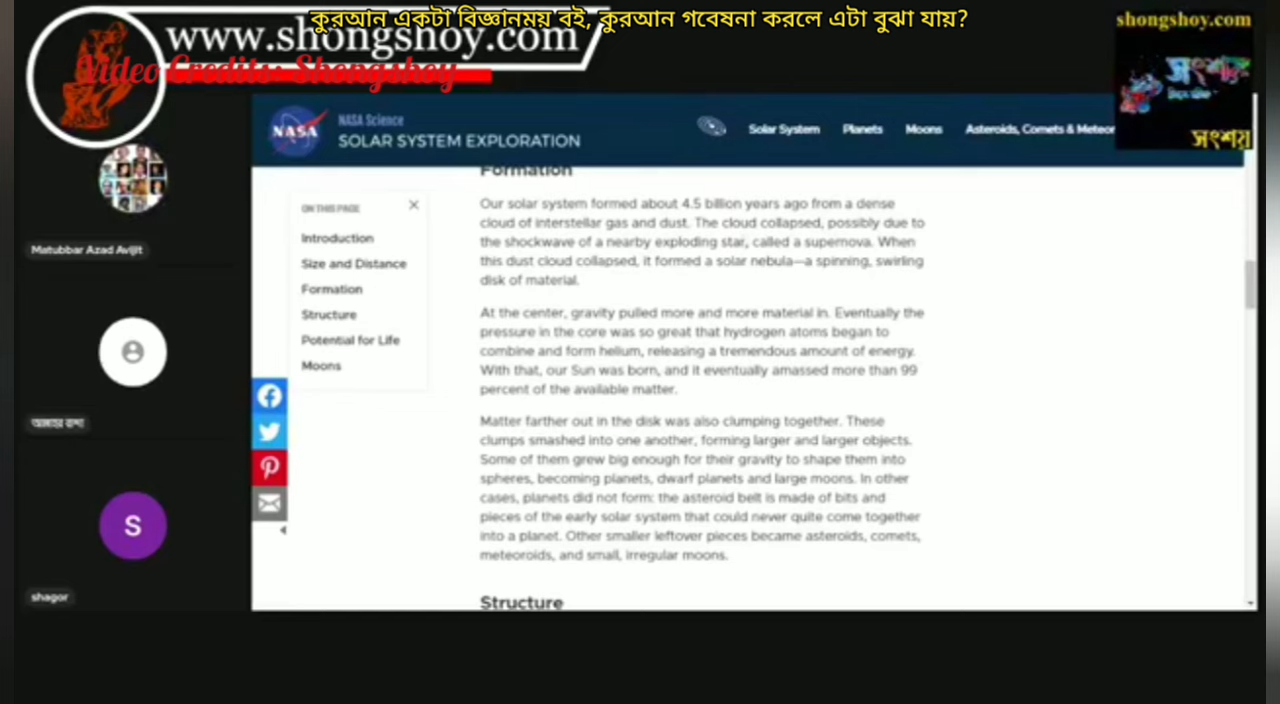 কুরআন একটা বিজ্ঞানময় বই, কুরআন গবেষনা করলে এটা বুঝা যায়?
www.shongshoy.com
Video Credits: Shongshoy
shongshoy.com
সংশয়
সংশয়
NASA
NASA Science
SOLAR SYSTEM EXPLORATION
Solar System
Planets
Moons
Asteroids, Comets & Meteor
Matubbar Azad Avijit
S
shagor
ON THIS PAGE
Introduction
Size and Distance
Formation
Structure
Potential for Life
Moons
Formation
Our solar system formed about 4.5 billion years ago from a dense
cloud of interstellar gas and dust. The cloud collapsed, possibly due to
the shockwave of a nearby exploding star, called a supernova. When
this dust cloud collapsed, it formed a solar nebula—a spinning, swirling
disk of material.
At the center, gravity pulled more and more material in. Eventually the
pressure in the core was so great that hydrogen atoms began to
combine and form helium, releasing a tremendous amount of energy.
With that, our Sun was born, and it eventually amassed more than 99
percent of the available matter.
Matter farther out in the disk was also clumping together. These
clumps smashed into one another, forming larger and larger objects.
Some of them grew big enough for their gravity to shape them into
spheres, becoming planets, dwarf planets and large moons. In other
cases, planets did not form: the asteroid belt is made of bits and
pieces of the early solar system that could never quite come together
into a planet. Other smaller leftover pieces became asteroids, comets,
meteoroids, and small, irregular moons.
Structure